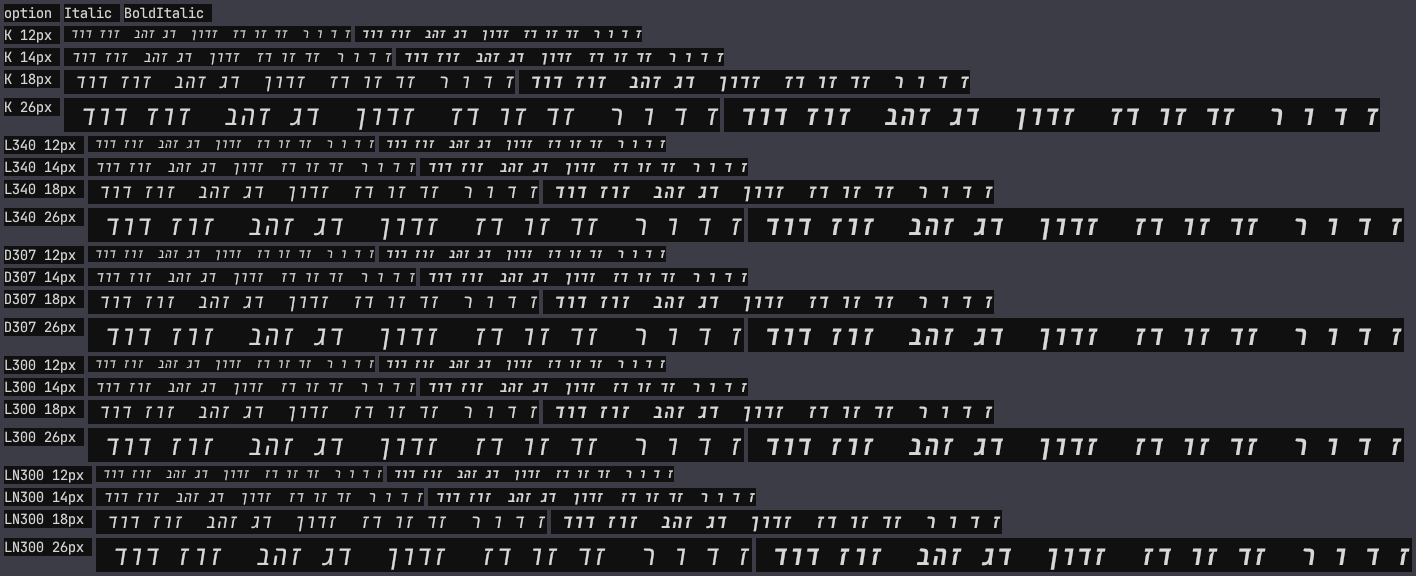 option Italic BoldItalic
K 12px ז ד ו ר זד זו דז זדון דג זהב זוז דוד ז ד ו ר זד זו דז זדון דג זהב זוז דוד
K 14px ז ד ו ר זד זו דז זדון דג זהב זוז דוד ז ד ו ר זד זו דז זדון דג זהב זוז דוד
K 18px ז ד ו ר זד זו דז זדון דג זהב זוז דוד ז ד ו ר זד זו דז זדון דג זהב זוז דוד
K 26px ז ד ו ר זד זו דז זדון דג זהב זוז דוד ז ד ו ר זד זו דז זדון דג זהב זוז דוד
L340 12px ז ד ו ר זד זו דז זדון דג זהב זוז דוד ז ד ו ר זד זו דז זדון דג זהב זוז דוד
L340 14px ז ד ו ר זד זו דז זדון דג זהב זוז דוד ז ד ו ר זד זו דז זדון דג זהב זוז דוד
L340 18px ז ד ו ר זד זו דז זדון דג זהב זוז דוד ז ד ו ר זד זו דז זדון דג זהב זוז דוד
L340 26px ז ד ו ר זד זו דז זדון דג זהב זוז דוד ז ד ו ר זד זו דז זדון דג זהב זוז דוד
D307 12px ז ד ו ר זד זו דז זדון דג זהב זוז דוד ז ד ו ר זד זו דז זדון דג זהב זוז דוד
D307 14px ז ד ו ר זד זו דז זדון דג זהב זוז דוד ז ד ו ר זד זו דז זדון דג זהב זוז דוד
D307 18px ז ד ו ר זד זו דז זדון דג זהב זוז דוד ז ד ו ר זד זו דז זדון דג זהב זוז דוד
D307 26px ז ד ו ר זד זו דז זדון דג זהב זוז דוד ז ד ו ר זד זו דז זדון דג זהב זוז דוד
L300 12px ז ד ו ר זד זו דז זדון דג זהב זוז דוד ז ד ו ר זד זו דז זדון דג זהב זוז דוד
L300 14px ז ד ו ר זד זו דז זדון דג זהב זוז דוד ז ד ו ר זד זו דז זדון דג זהב זוז דוד
L300 18px ז ד ו ר זד זו דז זדון דג זהב זוז דוד ז ד ו ר זד זו דז זדון דג זהב זוז דוד
L300 26px ז ד ו ר זד זו דז זדון דג זהב זוז דוד ז ד ו ר זד זו דז זדון דג זהב זוז דוד
LN300 12px ז ד ו ר זד זו דז זדון דג זהב זוז דוד ז ד ו ר זד זו דז זדון דג זהב זוז דוד
LN300 14px ז ד ו ר זד זו דז זדון דג זהב זוז דוד ז ד ו ר זד זו דז זדון דג זהב זוז דוד
LN300 18px ז ד ו ר זד זו דז זדון דג זהב זוז דוד ז ד ו ר זד זו דז זדון דג זהב זוז דוד
LN300 26px ז ד ו ר זד זו דז זדון דג זהב זוז דוד ז ד ו ר זד זו דז זדון דג זהב זוז דוד